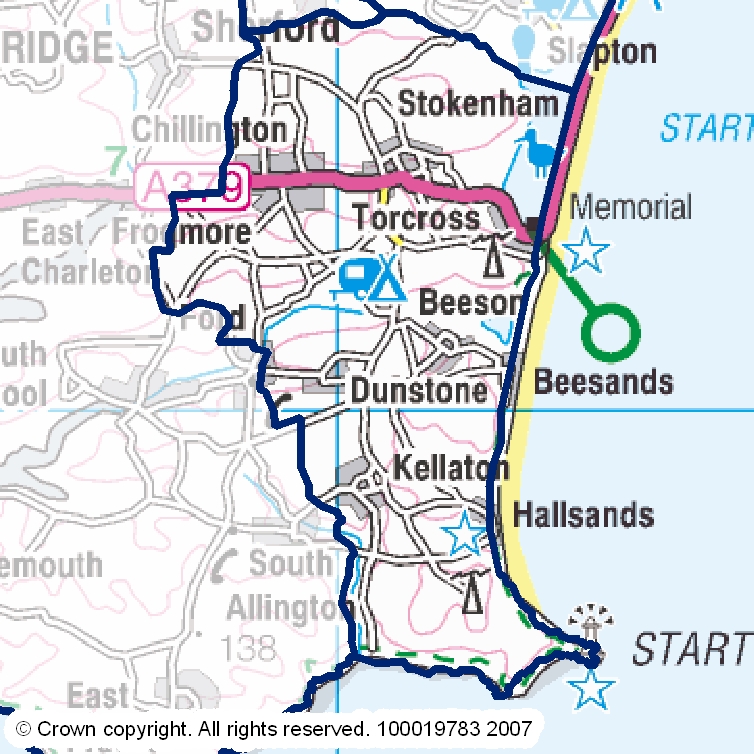 Sherford
RIDGE
Slapton
Stokenham
START
Chillington
7
A379
Memorial
Torcross
East Frogmore
Charleton
Beeson
Ford
uth
ool
Dunstone
Beesands
Kellaton
Hallsands
emouth
South
Allington
START
138
East
© Crown copyright. All rights reserved. 100019783 2007